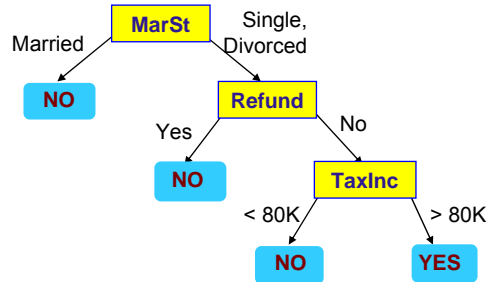 MarSt
Single,
Divorced
Married
NO
Refund
Yes
No
NO
TaxInc
< 80K
> 80K
NO
YES